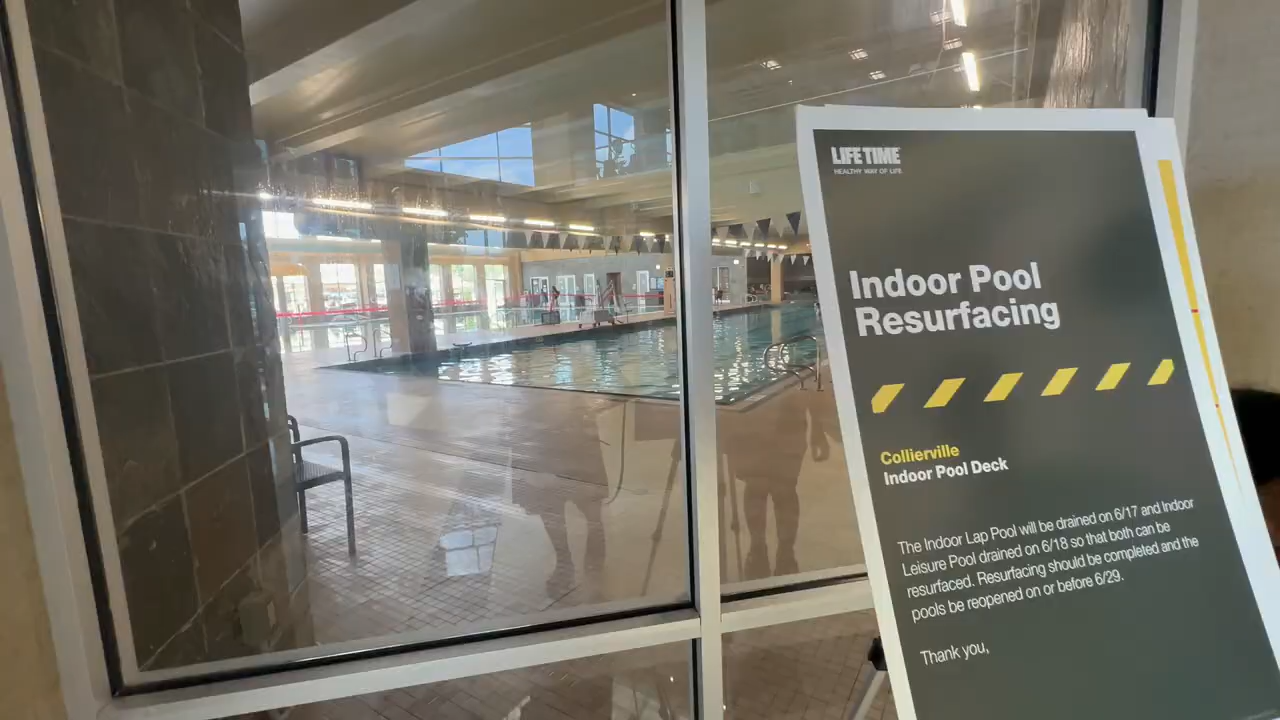 LIFE TIME
HEALTHY WAY OF LIFE
Indoor Pool
Resurfacing
Collierville
Indoor Pool Deck
The Indoor Lap Pool will be drained on 6/17 and Indoor
Leisure Pool drained on 6/18 so that both can be
resurfaced. Resurfacing should be completed and the
pools be reopened on or before 6/29.
Thank you,